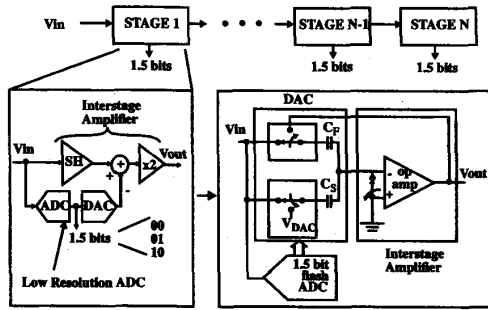 Vin STAGE 1 STAGE N-1 STAGE N
1.5 bits 1.5 bits 1.5 bits
Interstage
Amplifier
Vin
SH
+
+
x2
Vout
-
ADC
DAC
1.5 bits
00
01
10
Low Resolution ADC
DAC
Vin
CF
CS
VDAC
1.5 bit
flash
ADC
-
+
op
amp
Vout
Interstage
Amplifier